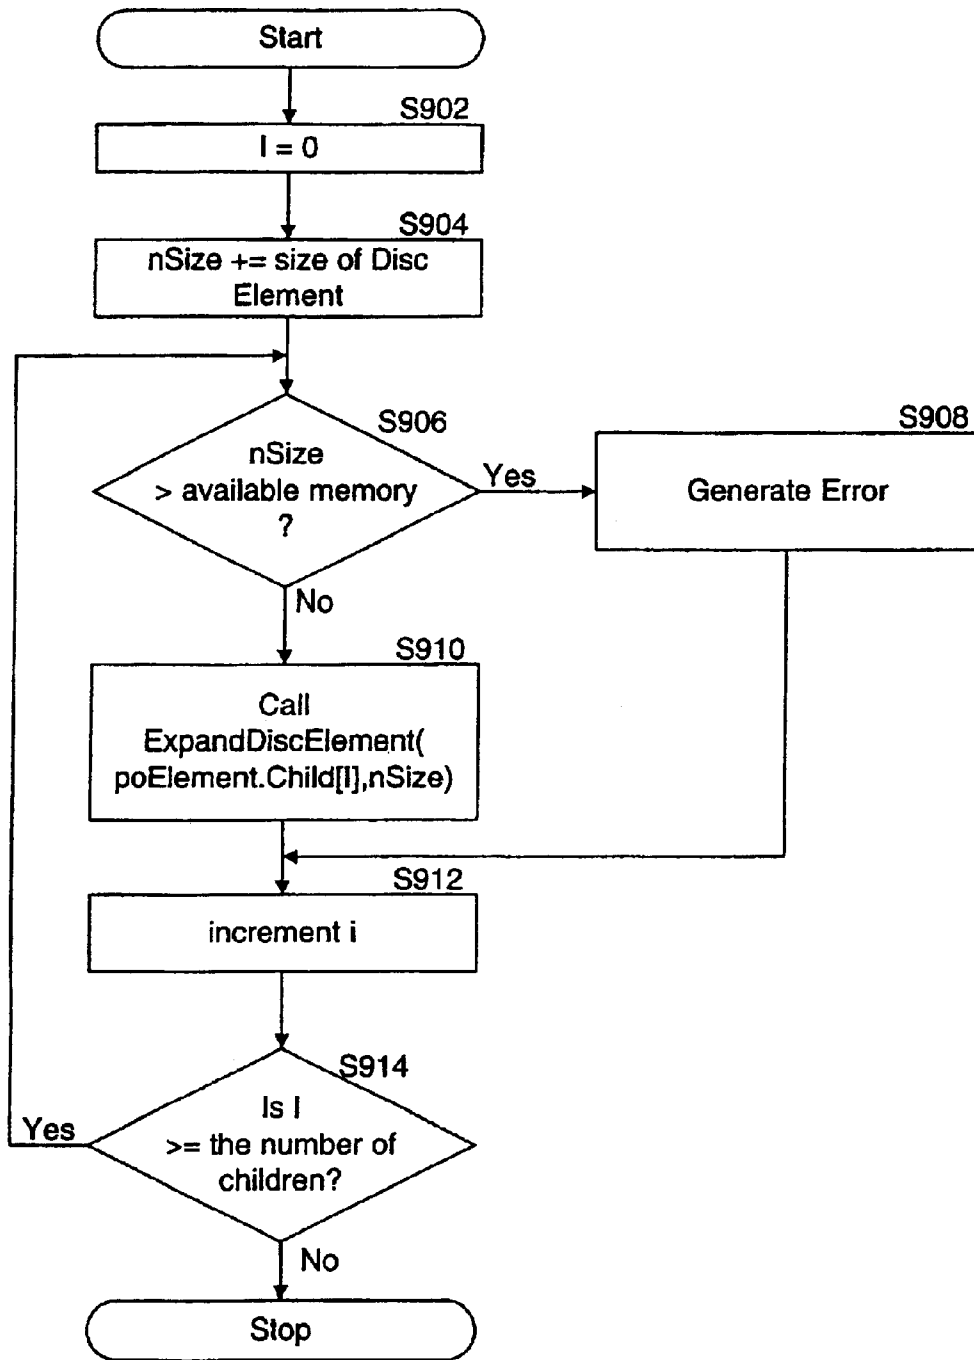 Start
S902
I = 0
S904
nSize += size of Disc
Element
S906
nSize
> available memory
?
Yes
S908
Generate Error
No
S910
Call
ExpandDiscElement(
poElement.Child[I],nSize)
S912
increment i
S914
Is I
>= the number of
children?
Yes
No
Stop